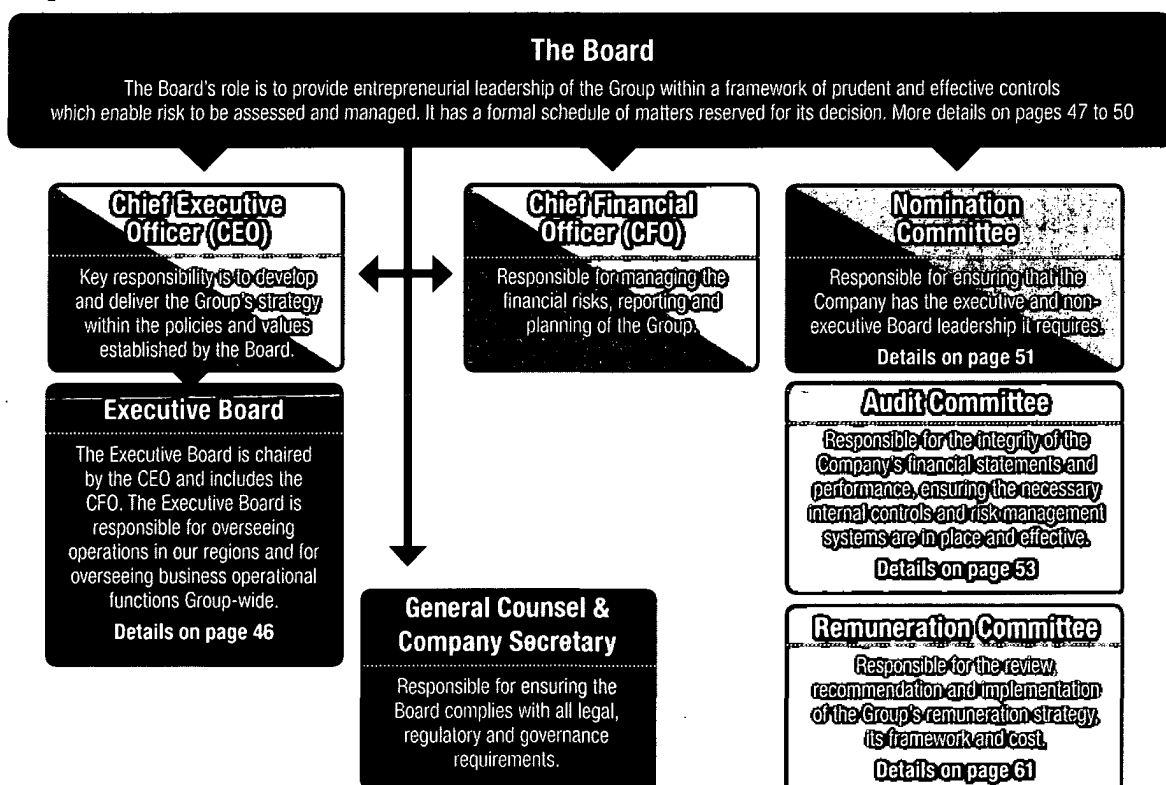 The Board
The Board's role is to provide entrepreneurial leadership of the Group within a framework of prudent and effective controls
which enable risk to be assessed and managed. It has a formal schedule of matters reserved for its decision. More details on pages 47 to 50
Chief Executive
Officer (CEO)
Key responsibility is to develop
and deliver the Group's strategy
within the policies and values
established by the Board.
Executive Board
The Executive Board is chaired
by the CEO and includes the
CFO. The Executive Board is
responsible for overseeing
operations in our regions and for
overseeing business operational
functions Group-wide.
Details on page 46
Chief Financial
Officer (CFO)
Responsible for managing the
financial risks, reporting and
planning of the Group.
General Counsel &
Company Secretary
Responsible for ensuring the
Board complies with all legal,
regulatory and governance
requirements.
Nomination
Committee
Responsible for ensuring that the
Company has the executive and non-
executive Board leadership it requires.
Details on page 51
Audit Committee
Responsible for the integrity of the
Company's financial statements and
performance, ensuring the necessary
internal controls and risk management
systems are in place and effective.
Details on page 53
Remuneration Committee
Responsible for the review,
recommendation and implementation
of the Group's remuneration strategy,
its framework and cost.
Details on page 61